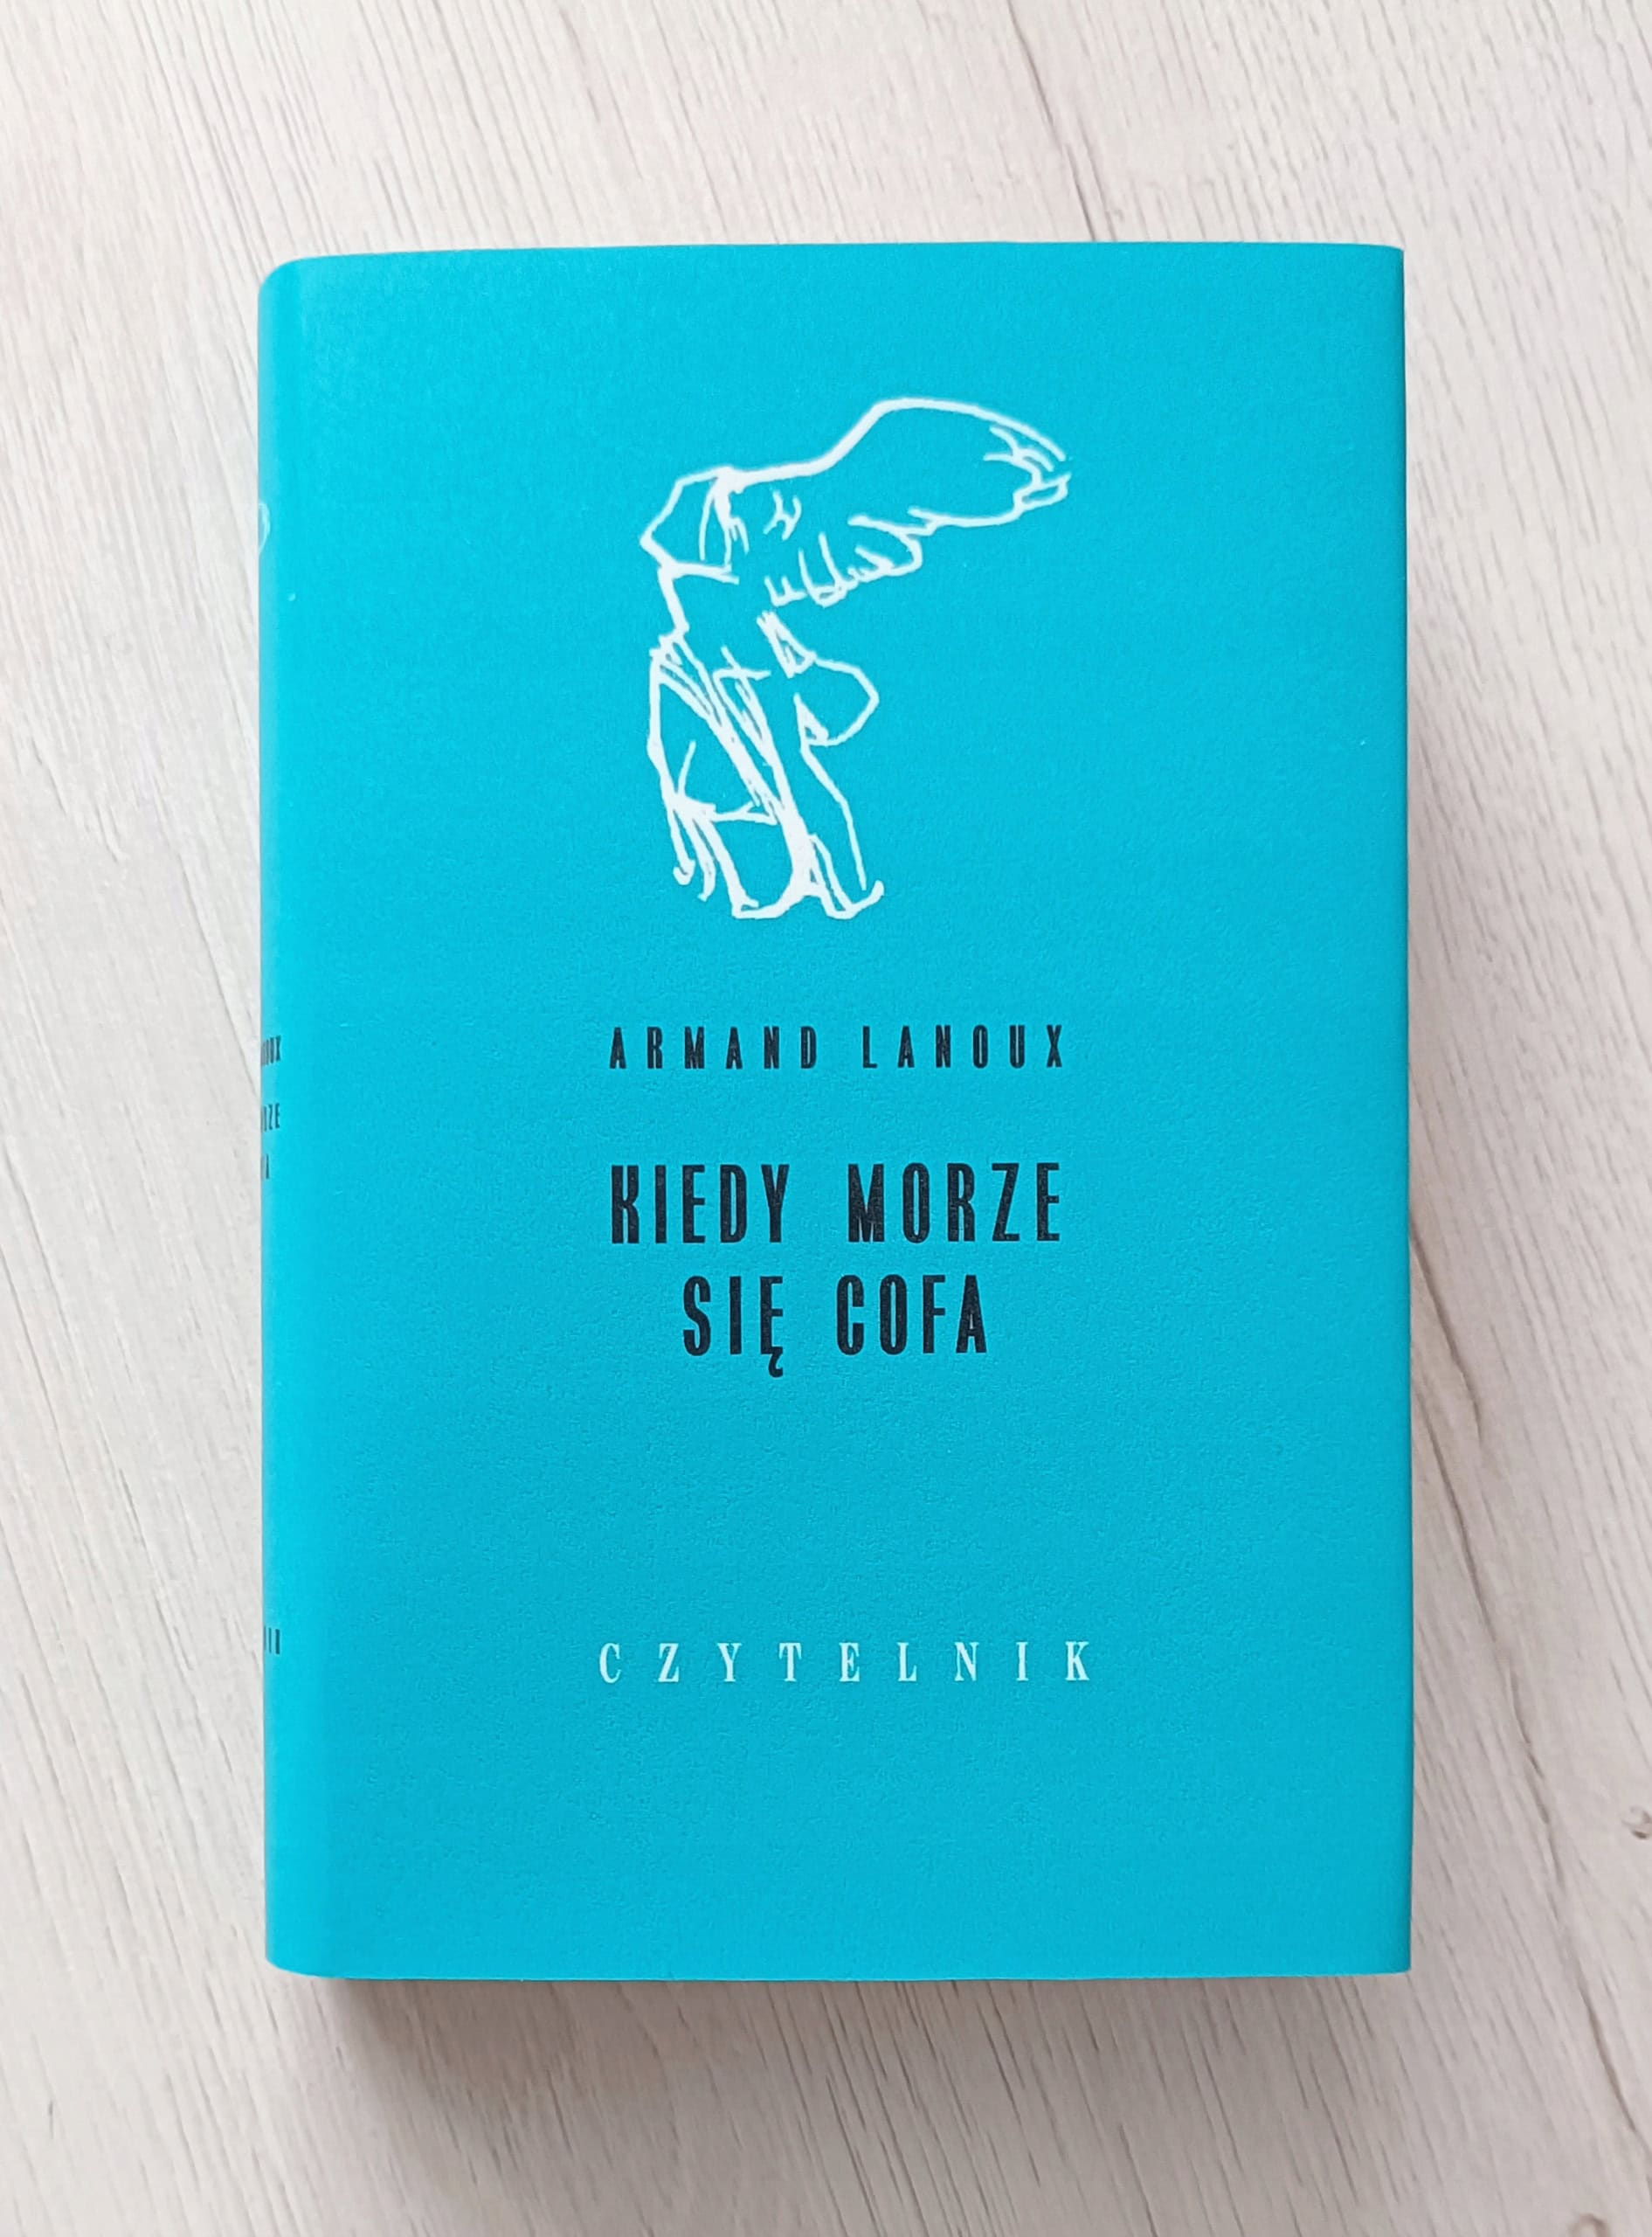 ARMAND LANOUX
KIEDY MORZE
SIĘ COFA
CZYTELNIK